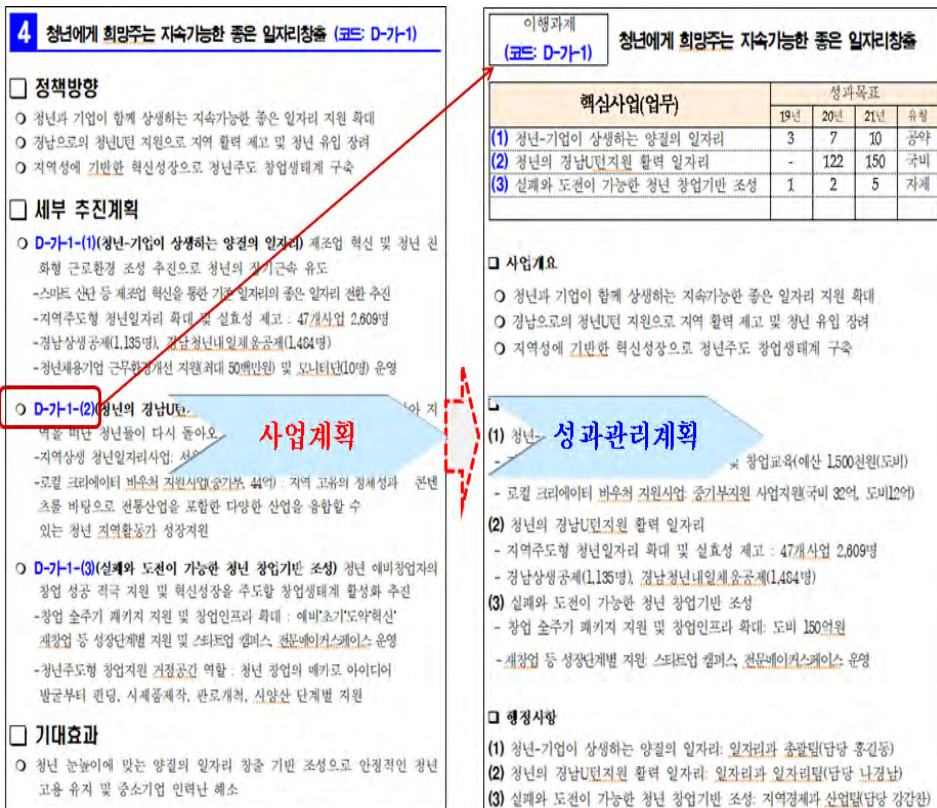 4 청년에게 희망주는 지속가능한 좋은 일자리창출 (코드: D-가-1)
□ 정책방향
○ 청년과 기업이 함께 상생하는 지속가능한 좋은 일자리 지원 확대
○ 경남으로의 청년U턴 지원으로 지역 활력 제고 및 청년 유입 장려
○ 지역성에 기반한 혁신성장으로 청년주도 창업생태계 구축
□ 세부 추진계획
○ D-가-1-(1)(청년-기업이 상생하는 양질의 일자리) 제조업 혁신 및 청년 친
화형 근로환경 조성 추진으로 청년의 장기근속 유도
-스마트 산단 등 제조업 혁신을 통한 기존 일자리의 좋은 일자리 전환 추진
-지역주도형 청년일자리 확대 및 실효성 제고 : 47개사업 2,609명
-경남상생공제(1,135명), 경남청년내일채움공제(1,484명)
-청년채용기업 근무환경개선 지원(최대 50백만원) 및 모니터단(10명) 운영
○ D-가-1-(2)(청년의 경남U턴 지
역을 떠난 청년들이 다시 돌아오
-지역상생 청년일자리사업:
-로컬 크리에이터 바우처 지원사업(중기부, 44억) : 지역 고유의 정체성과 콘텐
츠를 바탕으로 전통산업을 포함한 다양한 산업을 융합할 수
있는 청년 지역활동가 성장지원
○ D-가-1-(3)(실패와 도전이 가능한 청년 창업기반 조성) 청년 예비창업자의
창업 성공 적극 지원 및 혁신성장을 주도할 창업생태계 활성화 추진
-창업 全주기 패키지 지원 및 창업인프라 확대 : 예비'초기'도약'혁신'
재창업 등 성장단계별 지원 및 스타트업 캠퍼스, 전문메이커스페이스 운영
-청년주도형 창업지원 거점공간 역할 : 청년 창업의 메카로 아이디어
발굴부터 펀딩, 시제품제작, 판로개척, 시양산 단계별 지원
□ 기대효과
○ 청년 눈높이에 맞는 양질의 일자리 창출 기반 조성으로 안정적인 청년
고용 유지 및 중소기업 인력난 해소
사업계획
성과관리계획
이행과제
(코드: D-가-1)
청년에게 희망주는 지속가능한 좋은 일자리창출
핵심사업(업무) 성과목표
19년 20년 21년 유형
(1) 청년-기업이 상생하는 양질의 일자리 3 7 10 공약
(2) 청년의 경남U턴지원 활력 일자리 - 122 150 국비
(3) 실패와 도전이 가능한 청년 창업기반 조성 1 2 5 자체
□ 사업개요
○ 청년과 기업이 함께 상생하는 지속가능한 좋은 일자리 지원 확대
○ 경남으로의 청년U턴 지원으로 지역 활력 제고 및 청년 유입 장려
○ 지역성에 기반한 혁신성장으로 청년주도 창업생태계 구축
(1) 청년-
및 창업교육(예산 1,500천원(도비)
- 로컬 크리에이터 바우처 지원사업: 중기부지원 사업지원(국비 32억, 도비12억)
(2) 청년의 경남U턴지원 활력 일자리
- 지역주도형 청년일자리 확대 및 실효성 제고 : 47개사업 2,609명
- 경남상생공제(1,135명), 경남청년내일채움공제(1,484명)
(3) 실패와 도전이 가능한 청년 창업기반 조성
- 창업 全주기 패키지 지원 및 창업인프라 확대: 도비 150억원
- 재창업 등 성장단계별 지원: 스타트업 캠퍼스, 전문메이커스페이스 운영
□ 행정사항
(1) 청년-기업이 상생하는 양질의 일자리: 일자리과 총괄팀(담당 홍길동)
(2) 청년의 경남U턴지원 활력 일자리: 일자리과 일자리팀(담당 나경남)
(3) 실패와 도전이 가능한 청년 창업기반 조성: 지역경제과 산업팀(담당 강감찬)